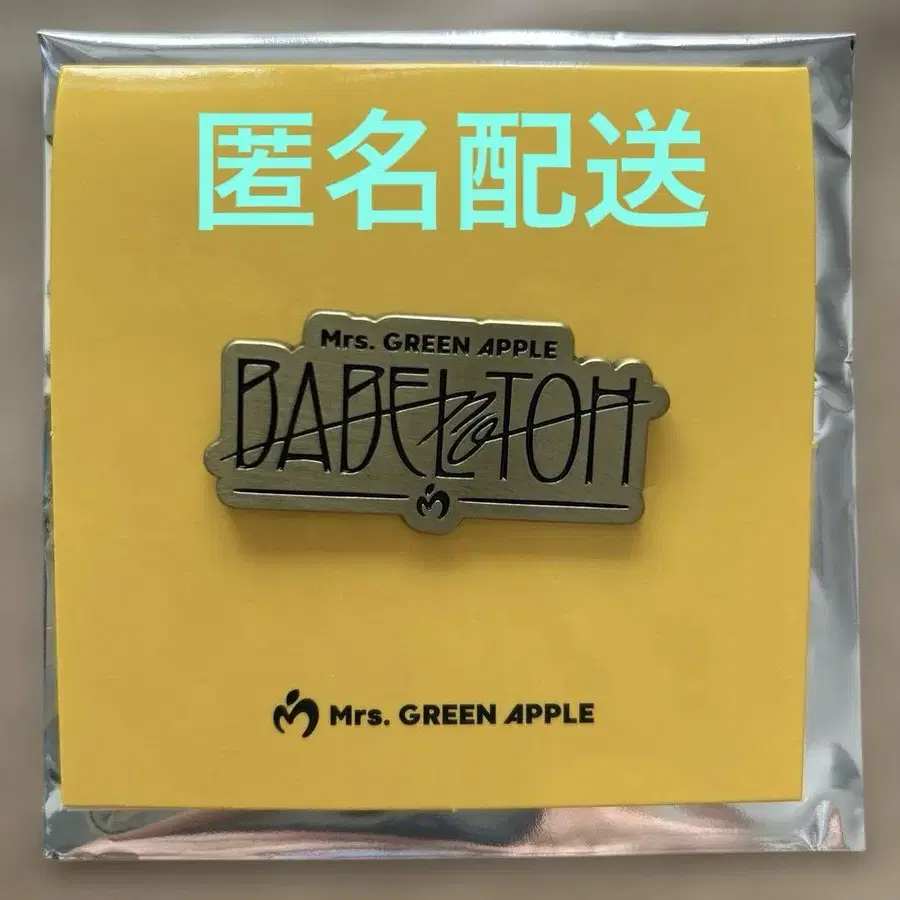 匿名配送
Mrs. GREEN APPLE
BABEL no TOH
Mrs. GREEN APPLE